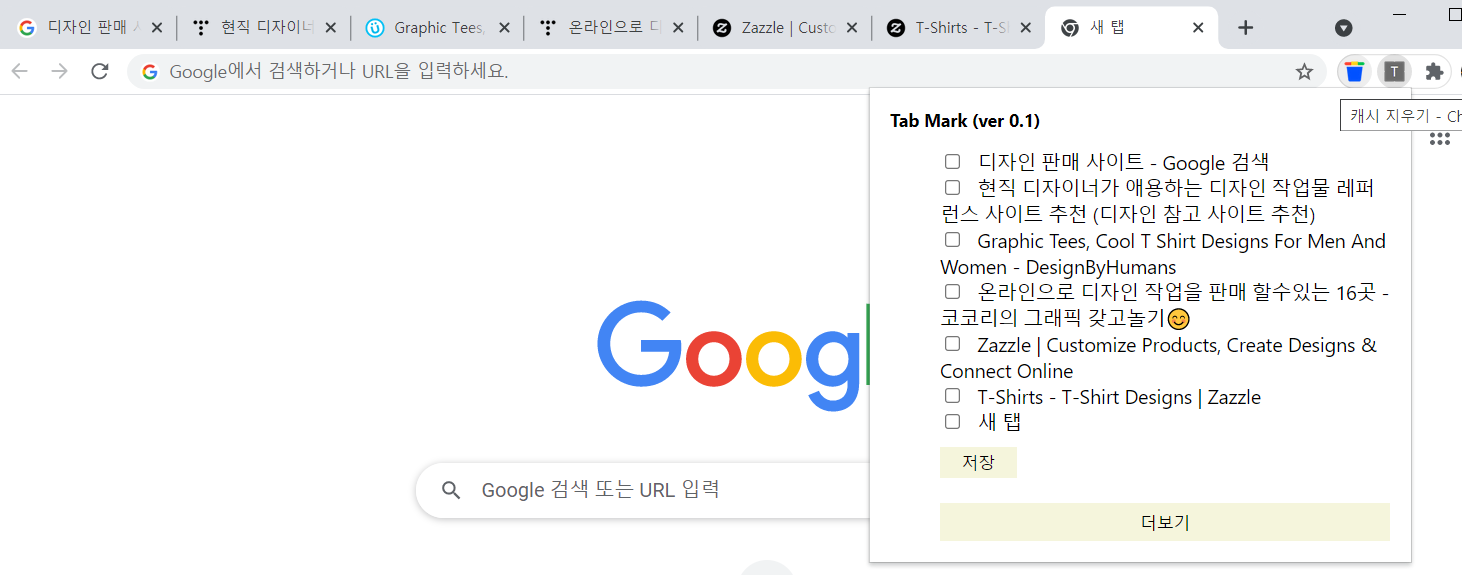 디자인 판매 ㅅ
현직 디자이너
Graphic Tees,
온라인으로 디
Zazzle | Custo
T-Shirts - T-S
새 탭
Google에서 검색하거나 URL을 입력하세요.
T
캐시 지우기 - Ch
Tab Mark (ver 0.1)
디자인 판매 사이트 - Google 검색
현직 디자이너가 애용하는 디자인 작업물 레퍼
런스 사이트 추천 (디자인 참고 사이트 추천)
Graphic Tees, Cool T Shirt Designs For Men And
Women - DesignByHumans
온라인으로 디자인 작업을 판매 할수있는 16곳 -
코코리의 그래픽 갖고놀기😊
Zazzle | Customize Products, Create Designs &
Connect Online
T-Shirts - T-Shirt Designs | Zazzle
새 탭
저장
더보기
Goog
Google 검색 또는 URL 입력